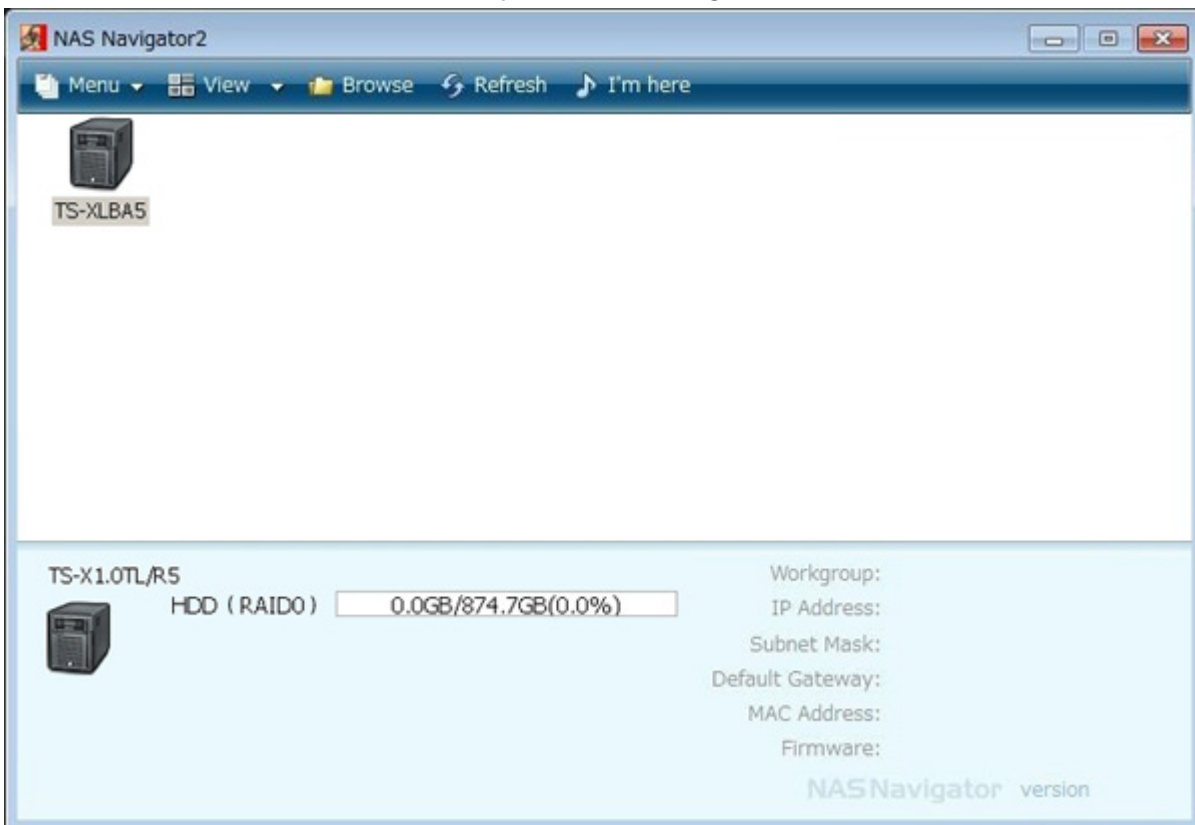 NAS Navigator2
Menu View Browse Refresh I'm here
TS-XLBA5
TS-X1.0TL/R5
HDD (RAID0) 0.0GB/874.7GB(0.0%)
Workgroup:
IP Address:
Subnet Mask:
Default Gateway:
MAC Address:
Firmware:
NASNavigator version